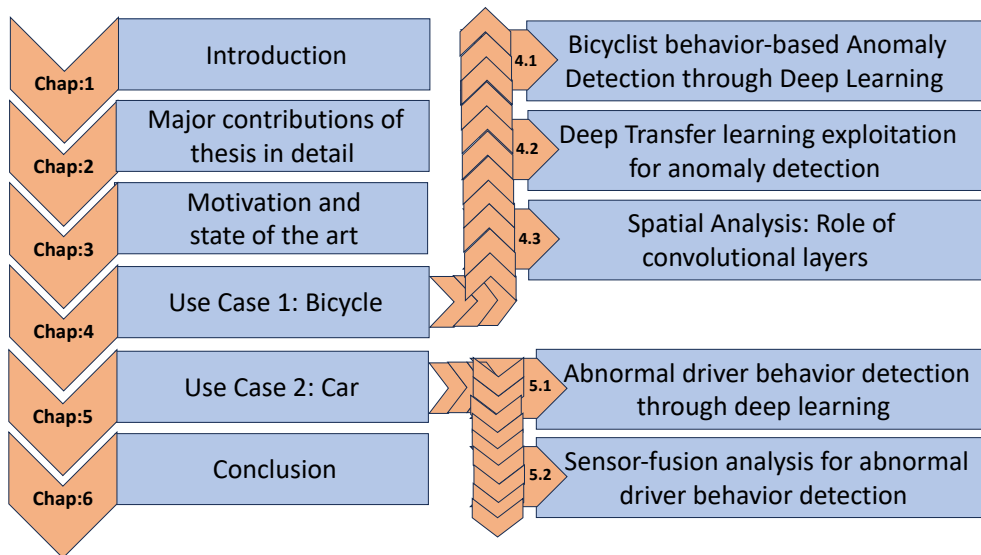 Chap:1
Introduction
Chap:2
Major contributions of
thesis in detail
Chap:3
Motivation and
state of the art
Chap:4
Use Case 1: Bicycle
4.1
Bicyclist behavior-based Anomaly
Detection through Deep Learning
4.2
Deep Transfer learning exploitation
for anomaly detection
4.3
Spatial Analysis: Role of
convolutional layers
Chap:5
Use Case 2: Car
5.1
Abnormal driver behavior detection
through deep learning
5.2
Sensor-fusion analysis for abnormal
driver behavior detection
Chap:6
Conclusion